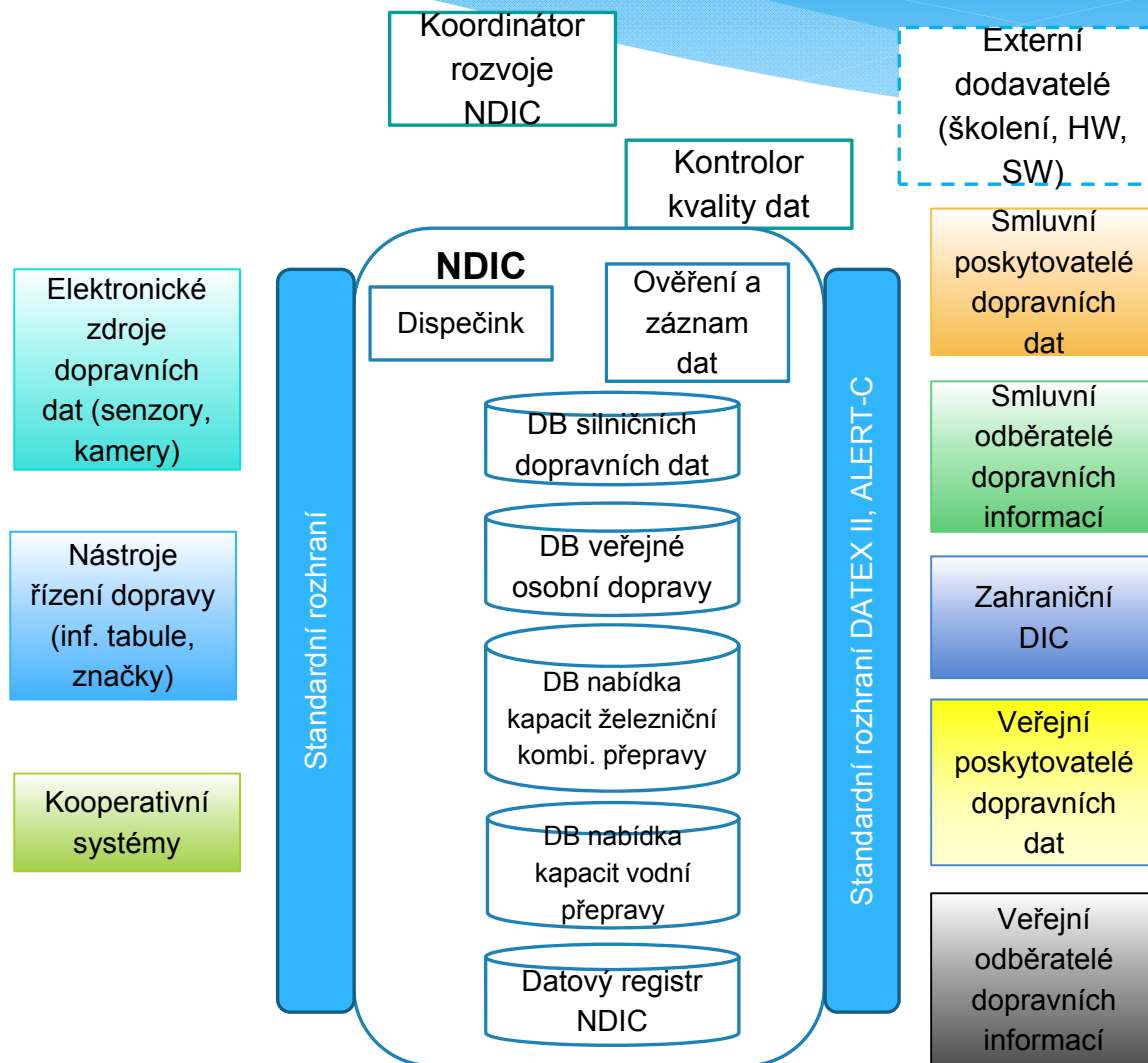 Koordinátor
rozvoje
NDIC
Externí
dodavatelé
(školení, HW,
SW)
Kontrolor
kvality dat
Elektronické
zdroje
dopravních
dat (senzory,
kamery)
Nástroje
řízení dopravy
(inf. tabule,
značky)
Kooperativní
systémy
Standardní rozhraní
NDIC
Dispečink
Ověření a
záznam
dat
DB silničních
dopravních dat
DB veřejné
osobní dopravy
DB nabídka
kapacit železniční
kombi. přepravy
DB nabídka
kapacit vodní
přepravy
Datový registr
NDIC
Standardní rozhraní DATEX II, ALERT-C
Smluvní
poskytovatelé
dopravních
dat
Smluvní
odběratelé
dopravních
informací
Zahraniční
DIC
Veřejní
poskytovatelé
dopravních
dat
Veřejní
odběratelé
dopravních
informací